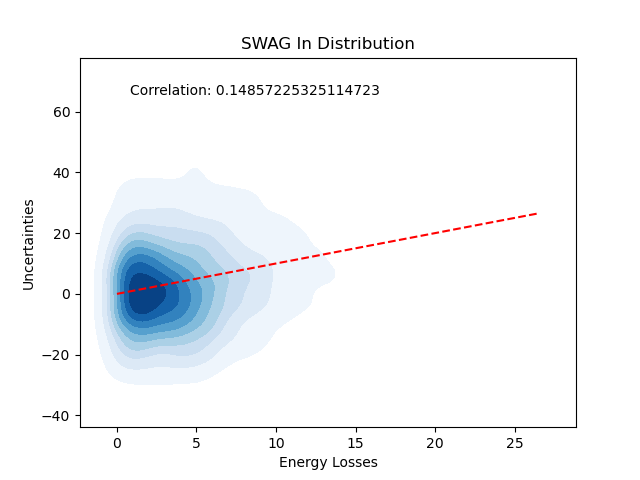 SWAG In Distribution
Correlation: 0.14857225325114723
60
40
20
0
−20
−40
Uncertainties
0 5 10 15 20 25
Energy Losses